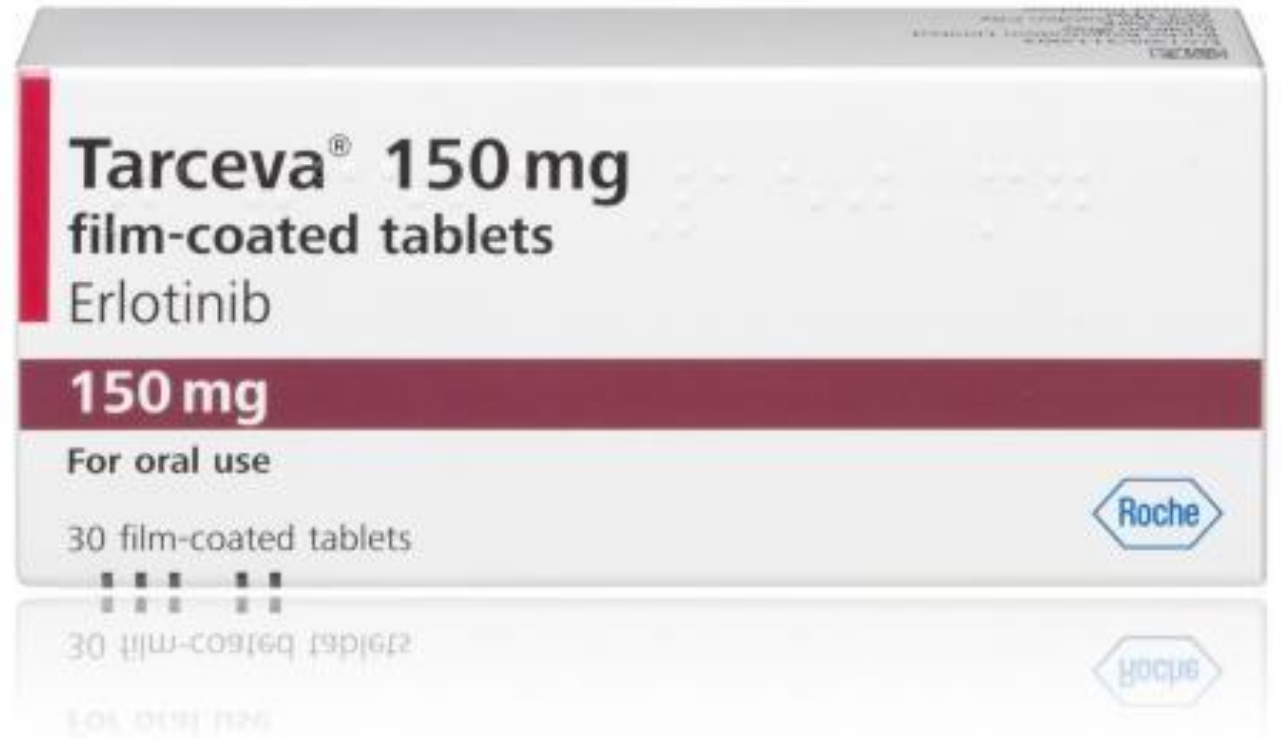 Tarceva® 150 mg
film-coated tablets
Erlotinib
150 mg
For oral use
30 film-coated tablets
Roche